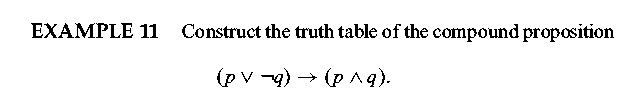 EXAMPLE 11 Construct the truth table of the compound proposition
(p ∨ ¬q) → (p ∧ q).